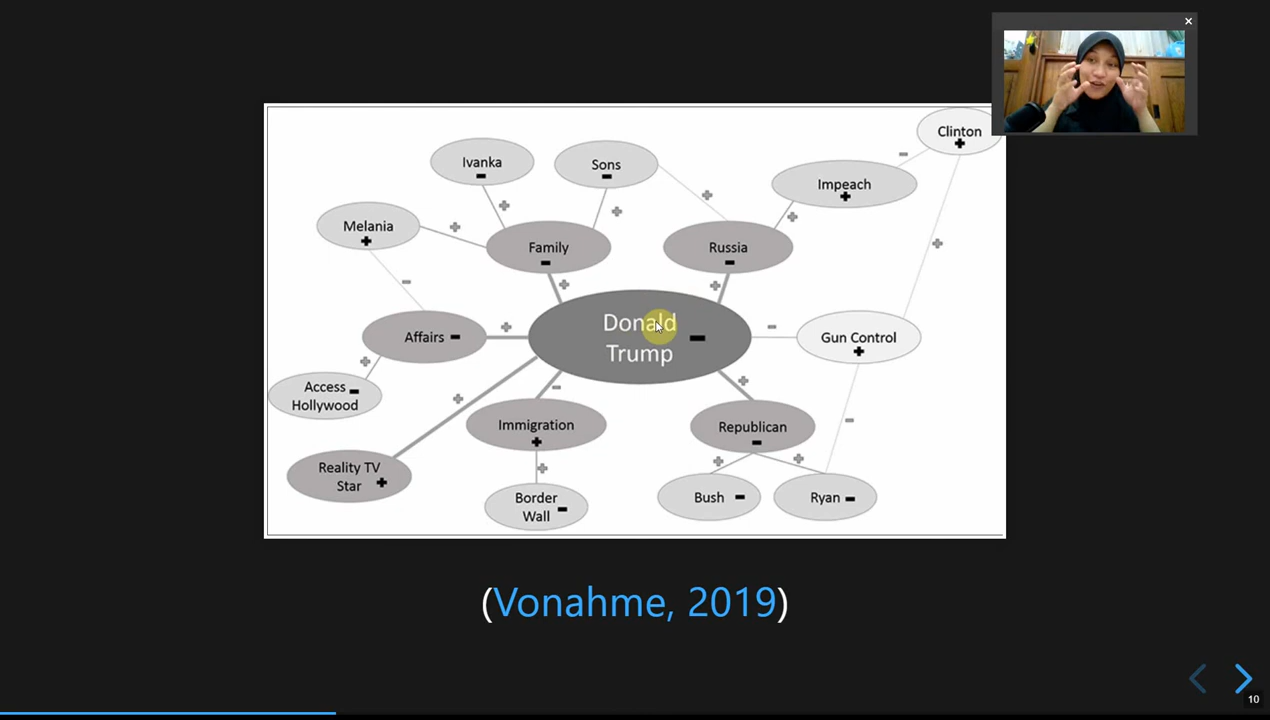 Clinton
Ivanka
Sons
Impeach
Melania
Family
Russia
Donald
Trump
Affairs
Gun Control
Access
Hollywood
Immigration
Republican
Reality TV
Star
Border
Wall
Bush
Ryan
(Vonahme, 2019)
10